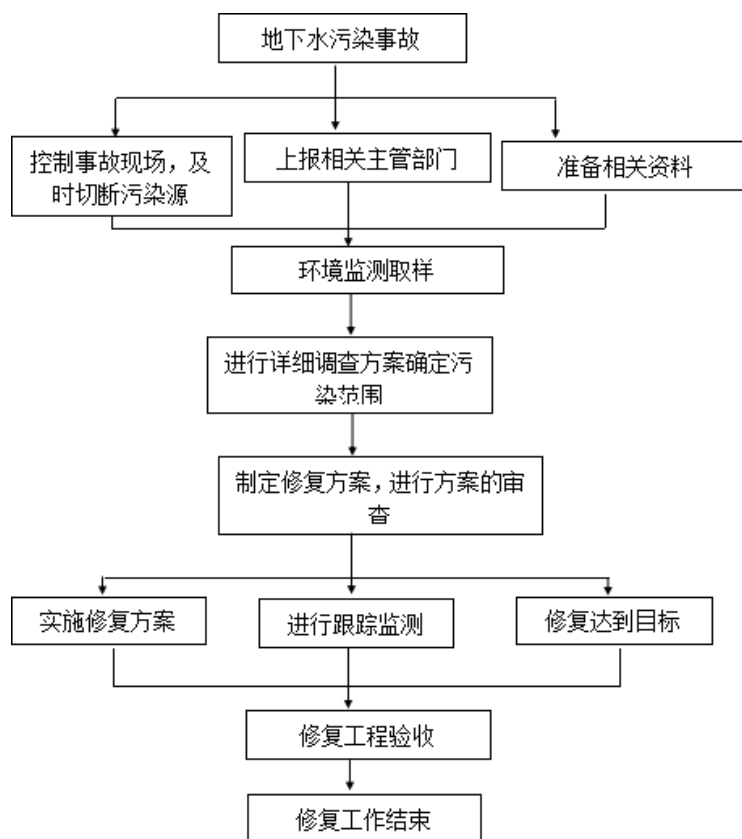 地下水污染事故
控制事故现场，及
时切断污染源
上报相关主管部门
准备相关资料
环境监测取样
进行详细调查方案确定污
染范围
制定修复方案，进行方案的审
查
实施修复方案
进行跟踪监测
修复达到目标
修复工程验收
修复工作结束